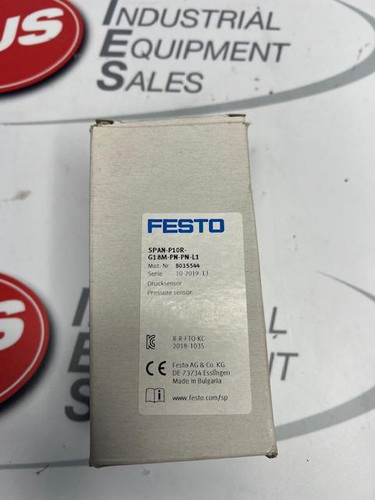 US
INDUSTRIAL
EQUIPMENT
SALES
FESTO
SPAN-P10R-
G18M-PN-PN-L1
Mat.-Nr. 8035544
Serie 10-2019-13
Drucksensor
Pressure sensor
R-R-FTO-KC
2018-1035
CE Festo AG & Co. KG
DE-73734 Esslingen
Made in Bulgaria
www.festo.com/sp